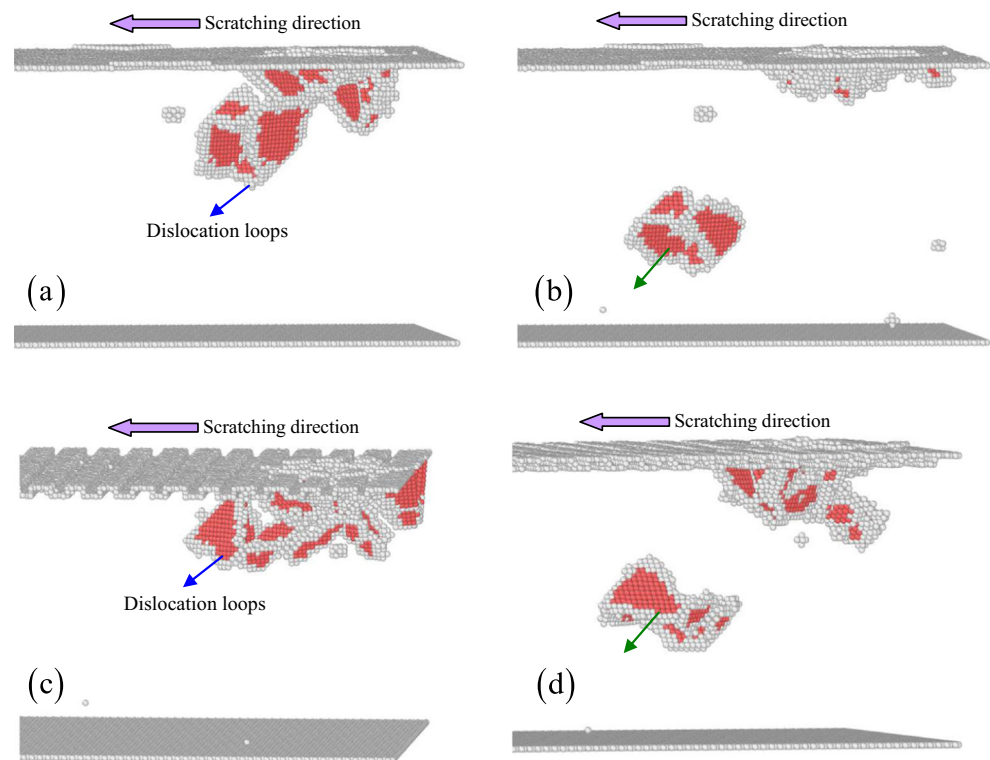 Scratching direction
Scratching direction
Dislocation loops
(a)
(b)
Scratching direction
Scratching direction
Dislocation loops
(c)
(d)